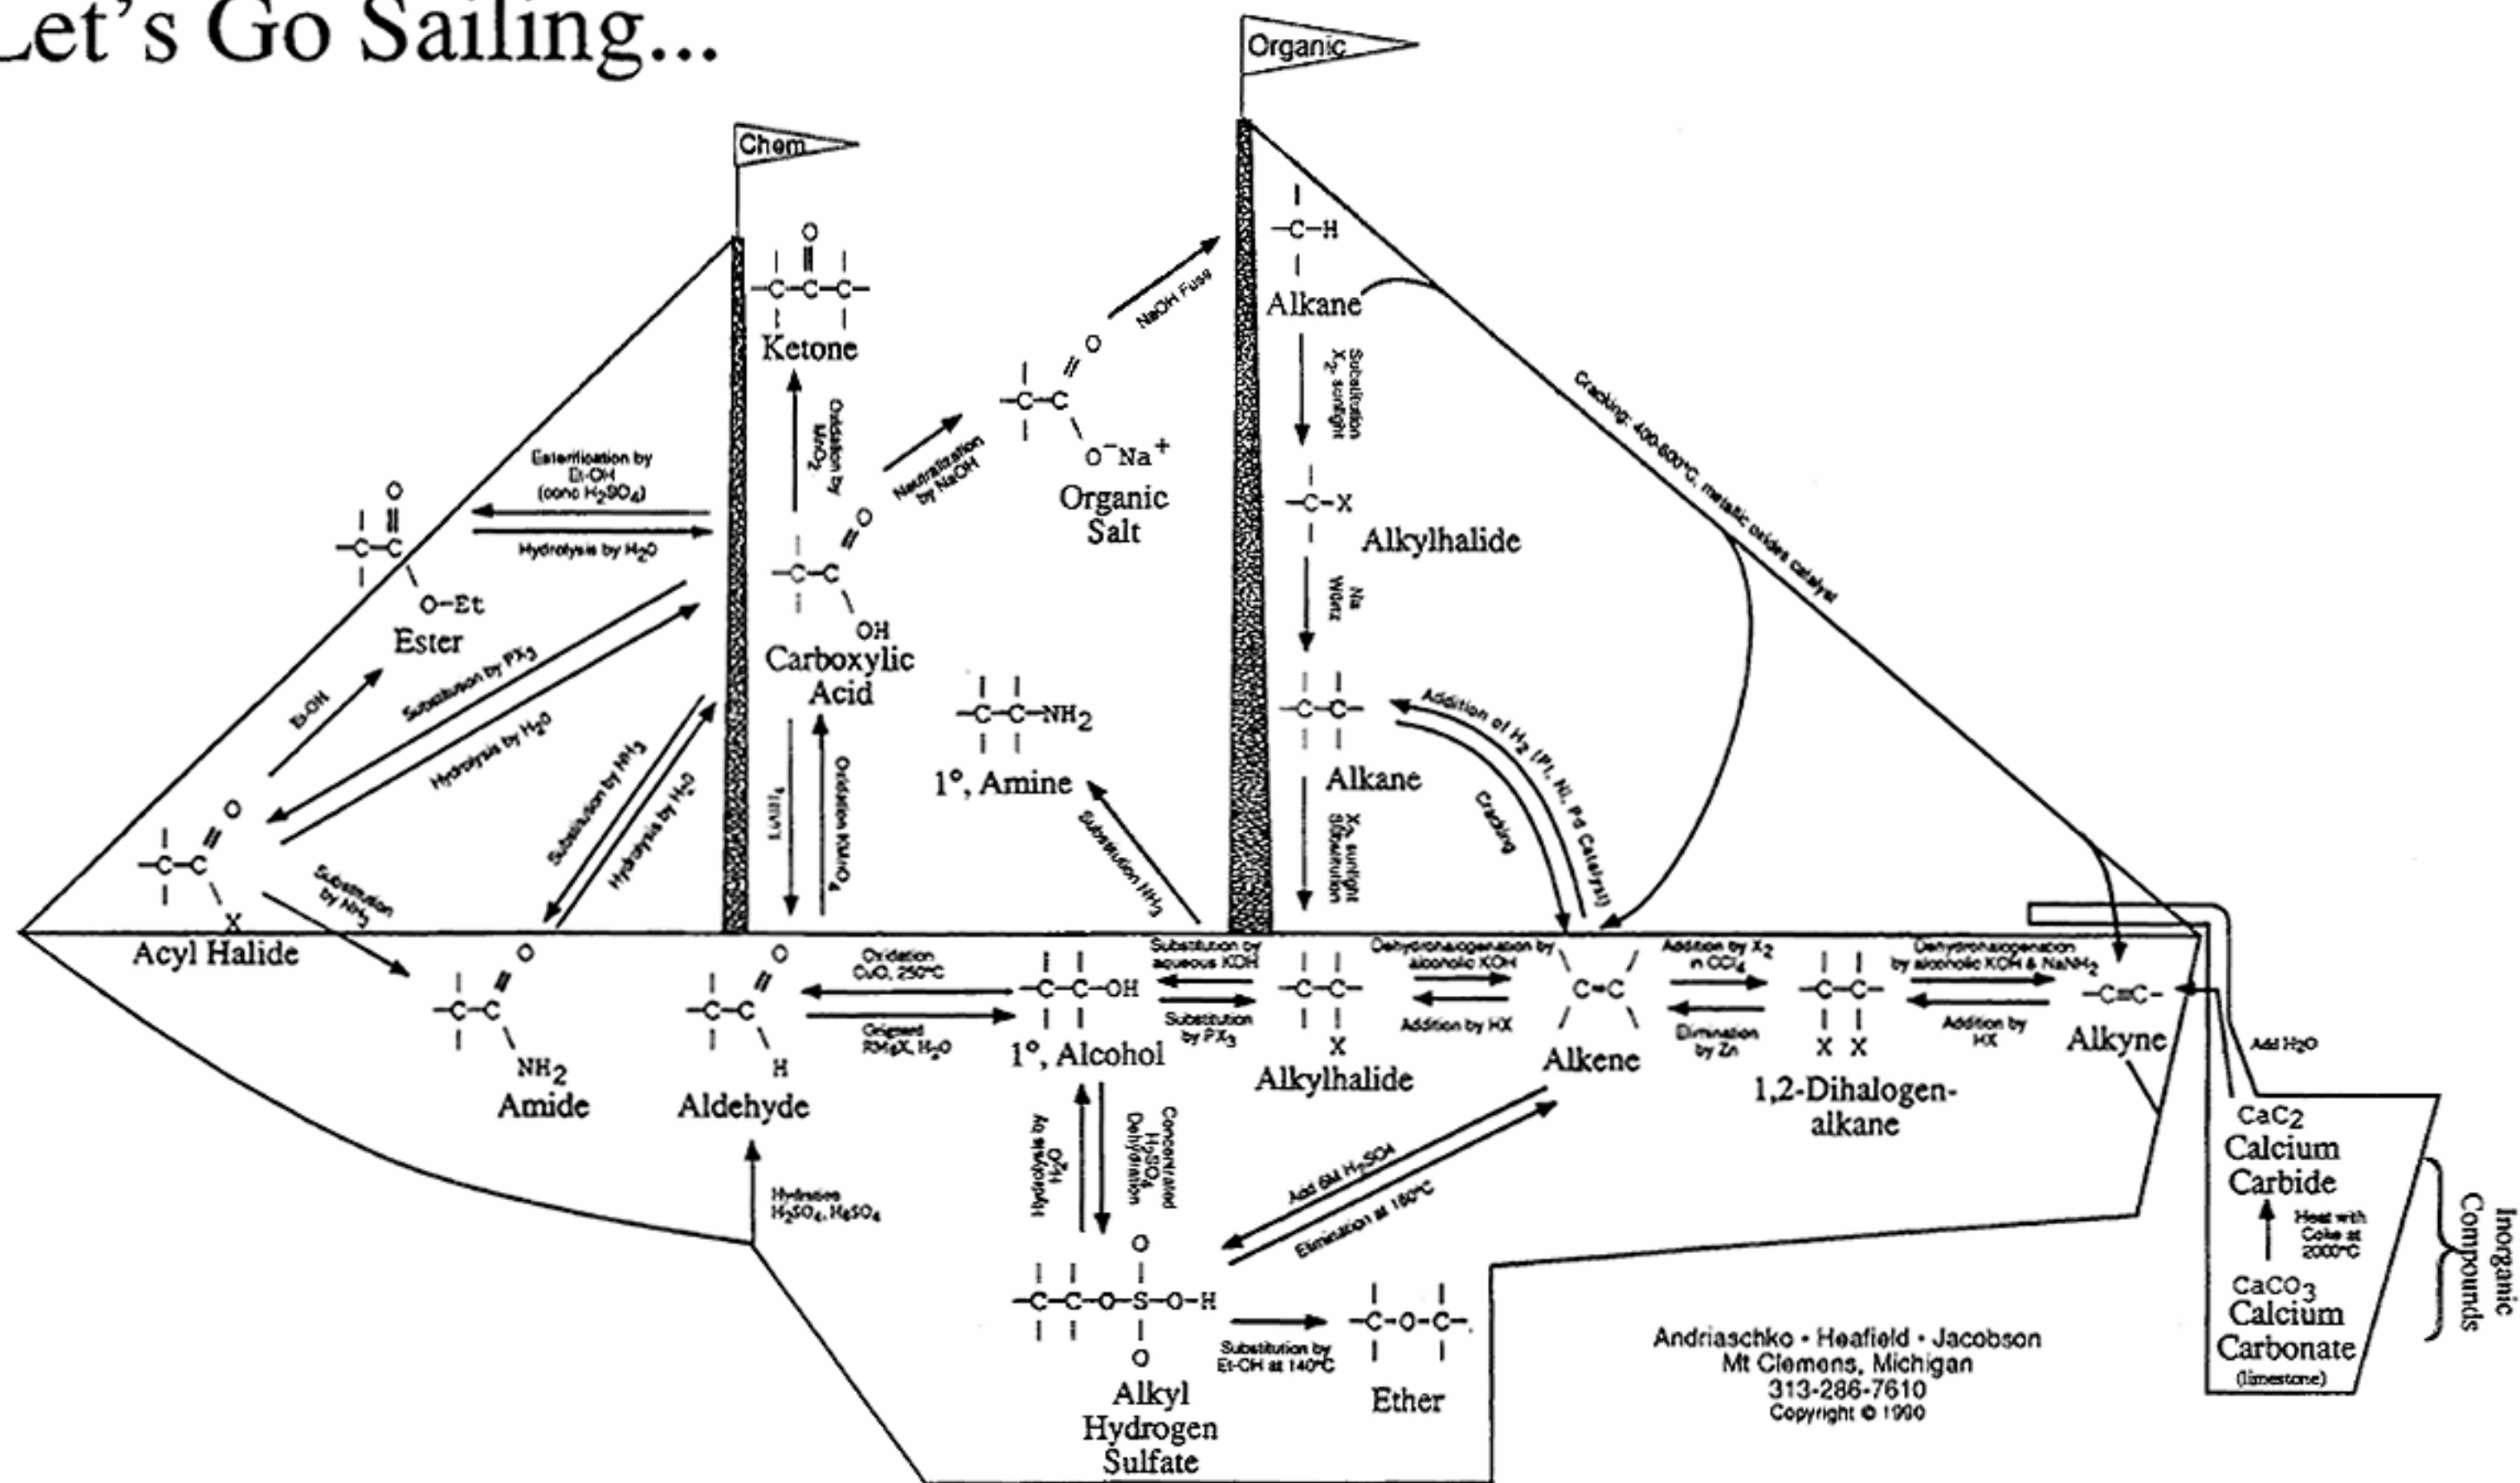 Let's Go Sailing...
Organic
Chem
O
-C-H
Alkane
-C-C-C-
Ketone
Substitution
X2, sunlight
NaOH Fuse
O
-C-C
O⁻Na⁺
Organic
Salt
Oxidation by
MnO2
Neutralization
by NaOH
Cracking: 400-600°C, metallic oxides catalyst
Esterification by
Et-OH
(conc H2SO4)
Hydrolysis by H2O
O
-C-C
O-Et
Ester
O
-C-C
OH
Carboxylic
Acid
-C-X
Alkylhalide
Na
Würtz
Et-OH
Substitution by PX3
Hydrolysis by H2O
Substitution by NH3
Hydrolysis by H2O
LiAlH4
Oxidation KMnO4
-C-C-NH2
1°, Amine
Substitution NH3
-C-C-
Alkane
X2 sunlight
Substitution
Addition of H2 (Pt, Ni, Pd Catalyst)
Cracking
O
-C-C
X
Acyl Halide
Substitution
by NH3
O
-C-C
NH2
Amide
O
-C-C
H
Aldehyde
Oxidation
CuO, 250°C
Grignard
RMgX, H2O
-C-C-OH
1°, Alcohol
Substitution by
aqueous KOH
Substitution
by PX3
-C-C-
X
Alkylhalide
Dehydrohalogenation by
alcoholic KOH
Addition by HX
C=C
Alkene
Addition by X2
in CCl4
Elimination
by Zn
-C-C-
X X
1,2-Dihalogen-
alkane
Dehydrohalogenation
by alcoholic KOH & NaNH2
Addition by
HX
-C≡C-
Alkyne
Add H2O
CaC2
Calcium
Carbide
Heat with
Coke at
2000°C
CaCO3
Calcium
Carbonate
(limestone)
Inorganic
Compounds
Hydration
H2SO4, HgSO4
Hydrolysis by
H2O
Concentrated
H2SO4
Dehydration
Add 6M H2SO4
Elimination at 180°C
O
-C-C-O-S-O-H
O
Alkyl
Hydrogen
Sulfate
Substitution by
Et-OH at 140°C
-C-O-C-
Ether
Andriaschko • Heafield • Jacobson
Mt Clemens, Michigan
313-286-7610
Copyright © 1990